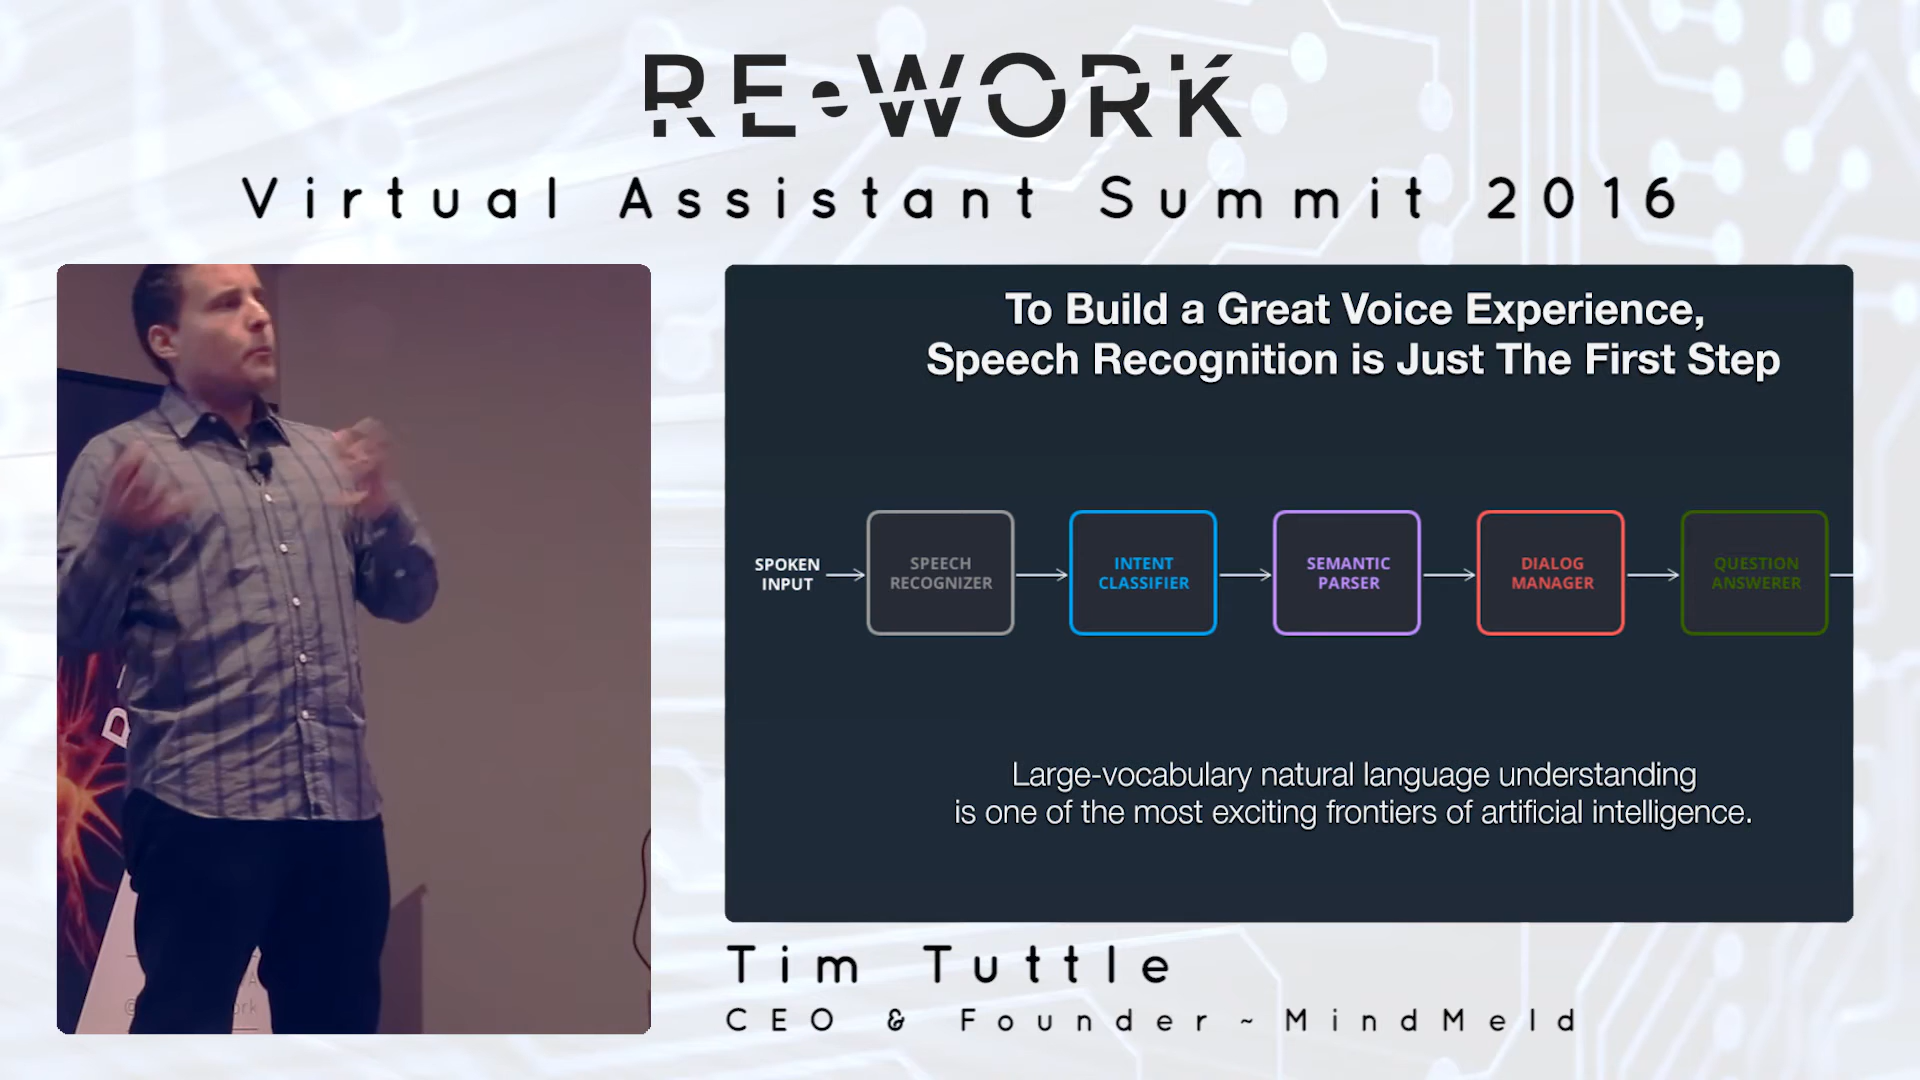 RE•WORK
Virtual Assistant Summit 2016
To Build a Great Voice Experience,
Speech Recognition is Just The First Step
SPOKEN
INPUT
SPEECH
RECOGNIZER
INTENT
CLASSIFIER
SEMANTIC
PARSER
DIALOG
MANAGER
QUESTION
ANSWERER
Large-vocabulary natural language understanding
is one of the most exciting frontiers of artificial intelligence.
Tim Tuttle
CEO & Founder ~ MindMeld